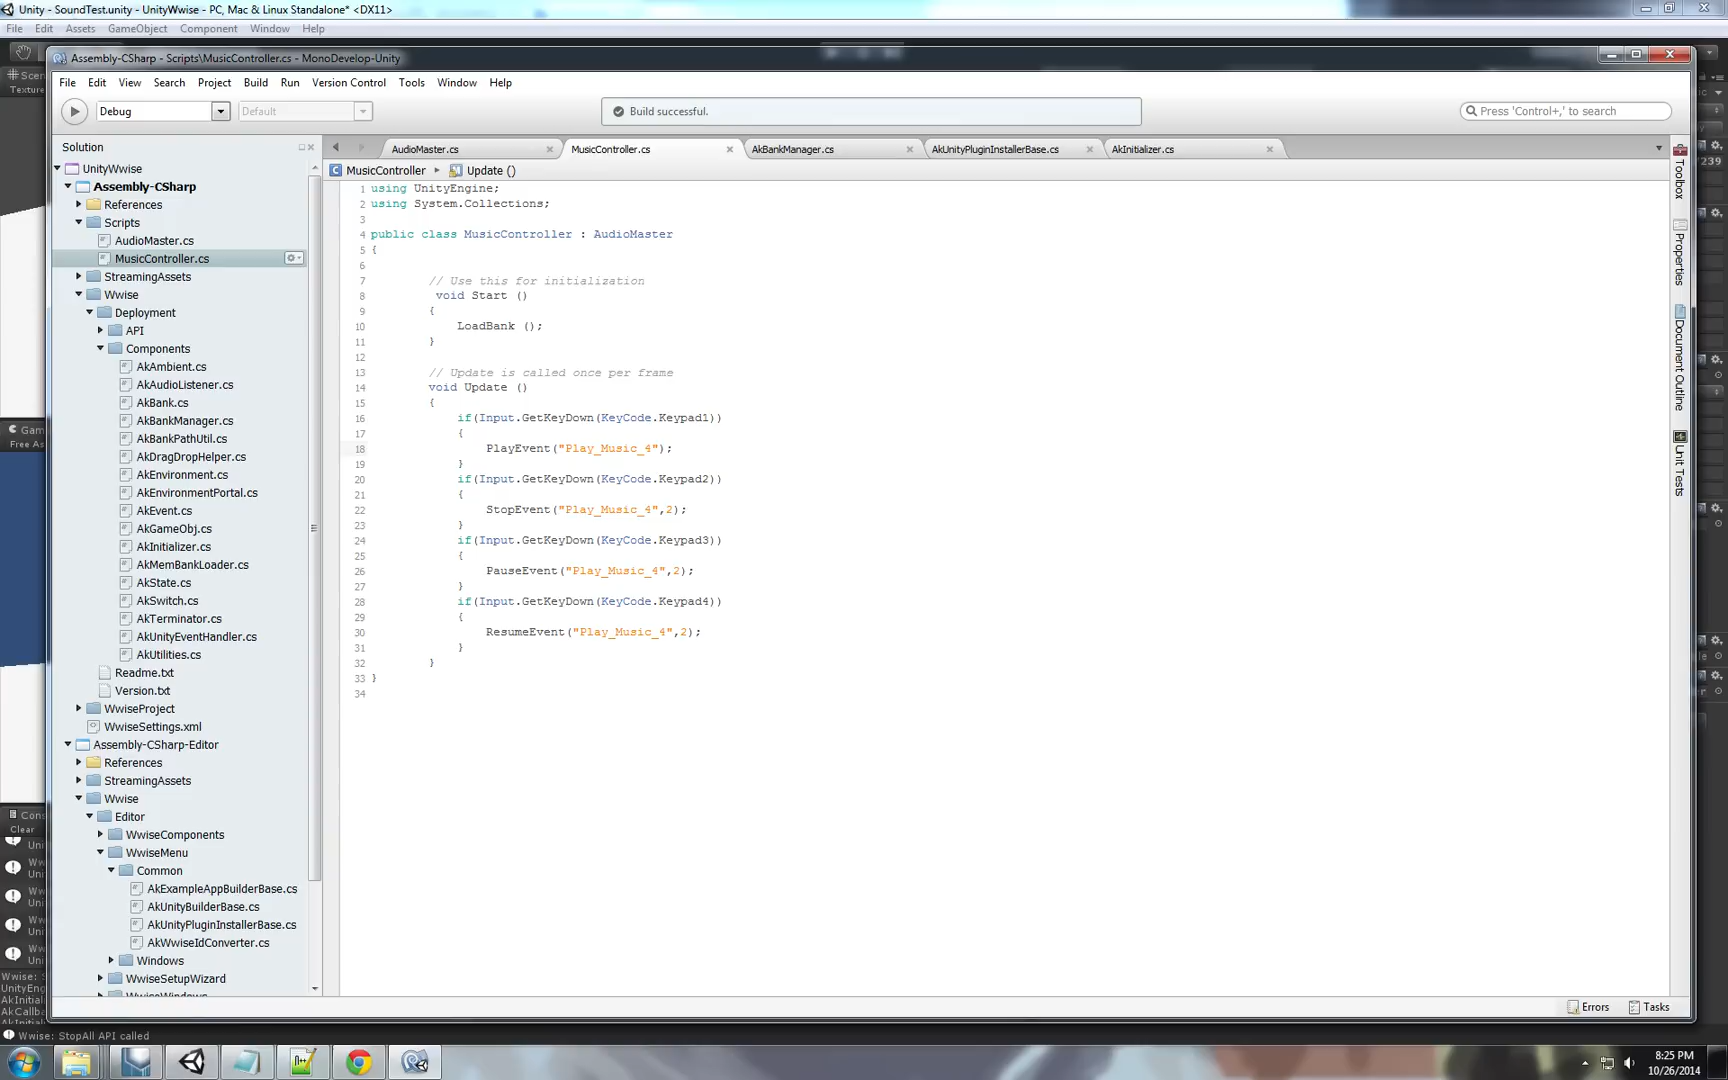 Unity - SoundTest.unity - UnityWwise - PC, Mac & Linux Standalone* <DX11>
File Edit Assets GameObject Component Window Help
Assembly-CSharp - Scripts\MusicController.cs - MonoDevelop-Unity
File Edit View Search Project Build Run Version Control Tools Window Help
Debug Default Build successful. Press 'Control+,' to search
Solution
AudioMaster.cs MusicController.cs AkBankManager.cs AkUnityPluginInstallerBase.cs AkInitializer.cs
MusicController Update ()
UnityWwise
Assembly-CSharp
References
Scripts
AudioMaster.cs
MusicController.cs
StreamingAssets
Wwise
Deployment
API
Components
AkAmbient.cs
AkAudioListener.cs
AkBank.cs
AkBankManager.cs
AkBankPathUtil.cs
AkDragDropHelper.cs
AkEnvironment.cs
AkEnvironmentPortal.cs
AkEvent.cs
AkGameObj.cs
AkInitializer.cs
AkMemBankLoader.cs
AkState.cs
AkSwitch.cs
AkTerminator.cs
AkUnityEventHandler.cs
AkUtilities.cs
Readme.txt
Version.txt
WwiseProject
WwiseSettings.xml
Assembly-CSharp-Editor
References
StreamingAssets
Wwise
Editor
WwiseComponents
WwiseMenu
Common
AkExampleAppBuilderBase.cs
AkUnityBuilderBase.cs
AkUnityPluginInstallerBase.cs
AkWwiseIdConverter.cs
Windows
WwiseSetupWizard
WwiseWindows
1 using UnityEngine;
2 using System.Collections;
3
4 public class MusicController : AudioMaster
5 {
6
7 // Use this for initialization
8 void Start ()
9 {
10 LoadBank ();
11 }
12
13 // Update is called once per frame
14 void Update ()
15 {
16 if(Input.GetKeyDown(KeyCode.Keypad1))
17 {
18 PlayEvent("Play_Music_4");
19 }
20 if(Input.GetKeyDown(KeyCode.Keypad2))
21 {
22 StopEvent("Play_Music_4",2);
23 }
24 if(Input.GetKeyDown(KeyCode.Keypad3))
25 {
26 PauseEvent("Play_Music_4",2);
27 }
28 if(Input.GetKeyDown(KeyCode.Keypad4))
29 {
30 ResumeEvent("Play_Music_4",2);
31 }
32 }
33 }
34
Toolbox
Properties
Document Outline
Unit Tests
Errors Tasks
Scen
Texture
Gam
Free As
Cons
Clear
Wwise: StopAll API called
8:25 PM
10/26/2014